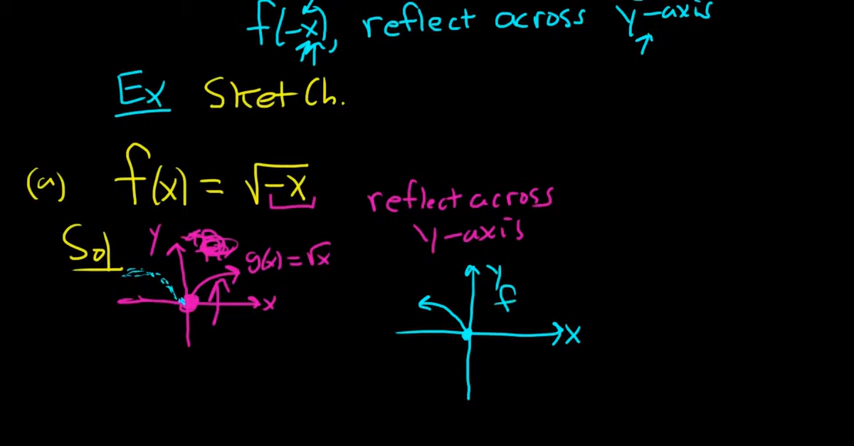 f(-x), reflect across y-axis
Ex Sketch.
(a) f(x) = √-x
reflect across
y-axis
Sol
y
g(x) = √x
x
y
f
x